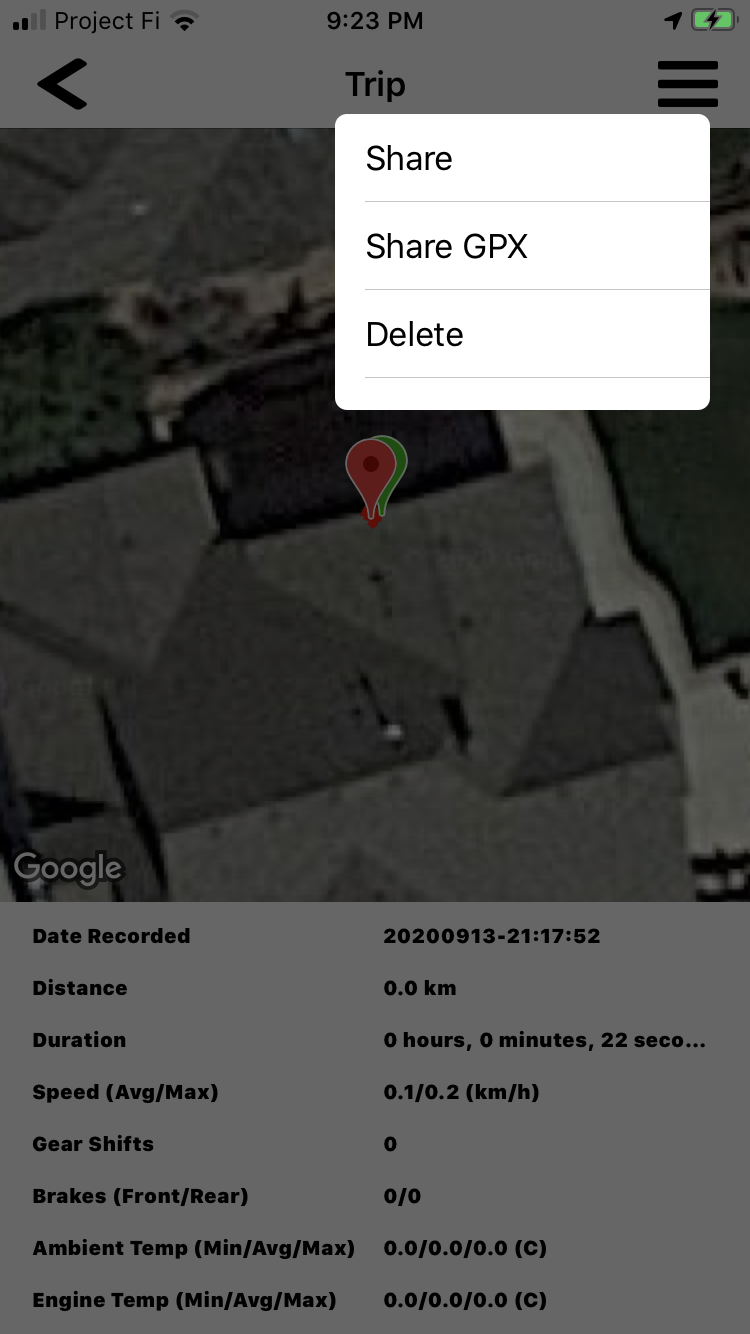 Project Fi 9:23 PM
Trip
Share
Share GPX
Delete
Google
Date Recorded 20200913-21:17:52
Distance 0.0 km
Duration 0 hours, 0 minutes, 22 seco...
Speed (Avg/Max) 0.1/0.2 (km/h)
Gear Shifts 0
Brakes (Front/Rear) 0/0
Ambient Temp (Min/Avg/Max) 0.0/0.0/0.0 (C)
Engine Temp (Min/Avg/Max) 0.0/0.0/0.0 (C)